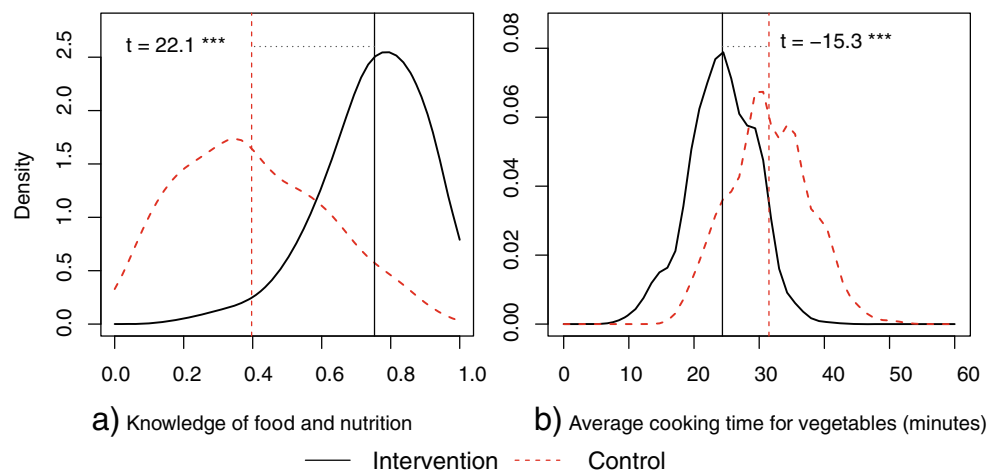 t = 22.1 ***
Density
0.0 0.5 1.0 1.5 2.0 2.5
0.0 0.2 0.4 0.6 0.8 1.0
a) Knowledge of food and nutrition
t = −15.3 ***
0.00 0.02 0.04 0.06 0.08
0 10 20 30 40 50 60
b) Average cooking time for vegetables (minutes)
Intervention Control